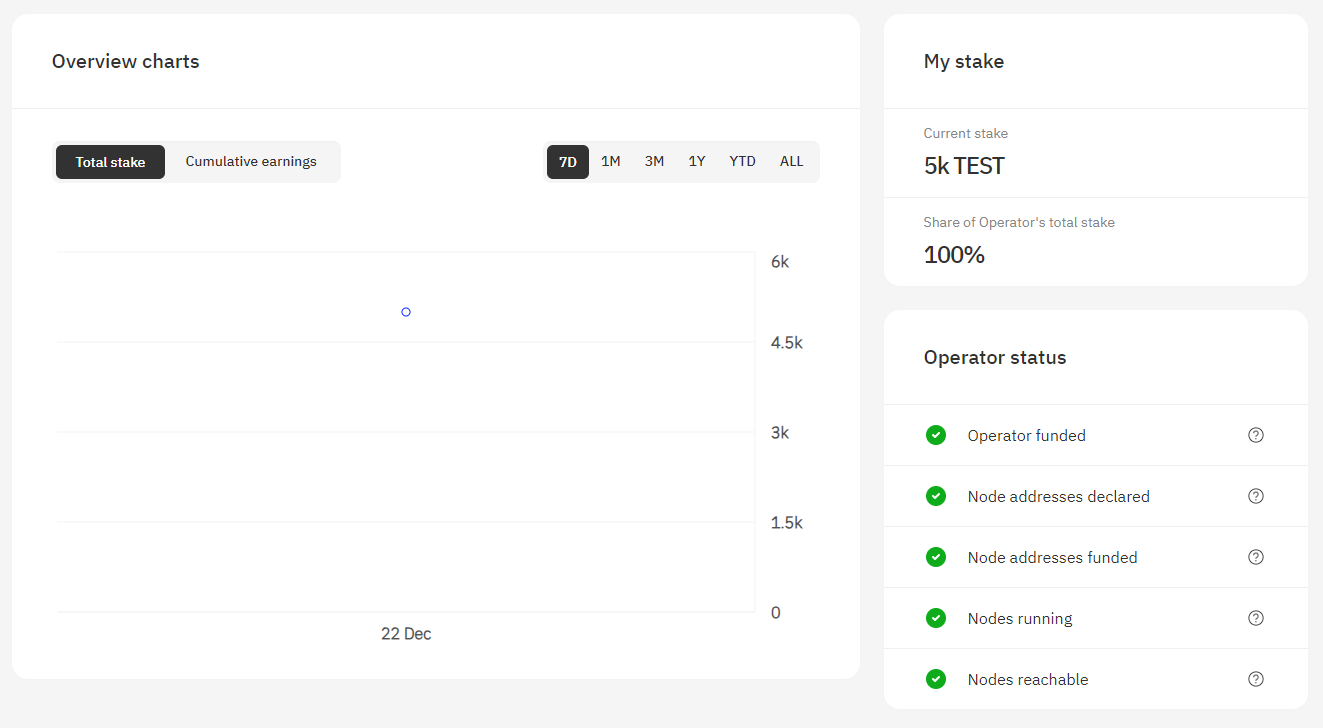 Overview charts
Total stake
Cumulative earnings
7D
1M
3M
1Y
YTD
ALL
6k
4.5k
3k
1.5k
0
22 Dec
My stake
Current stake
5k TEST
Share of Operator's total stake
100%
Operator status
Operator funded
Node addresses declared
Node addresses funded
Nodes running
Nodes reachable